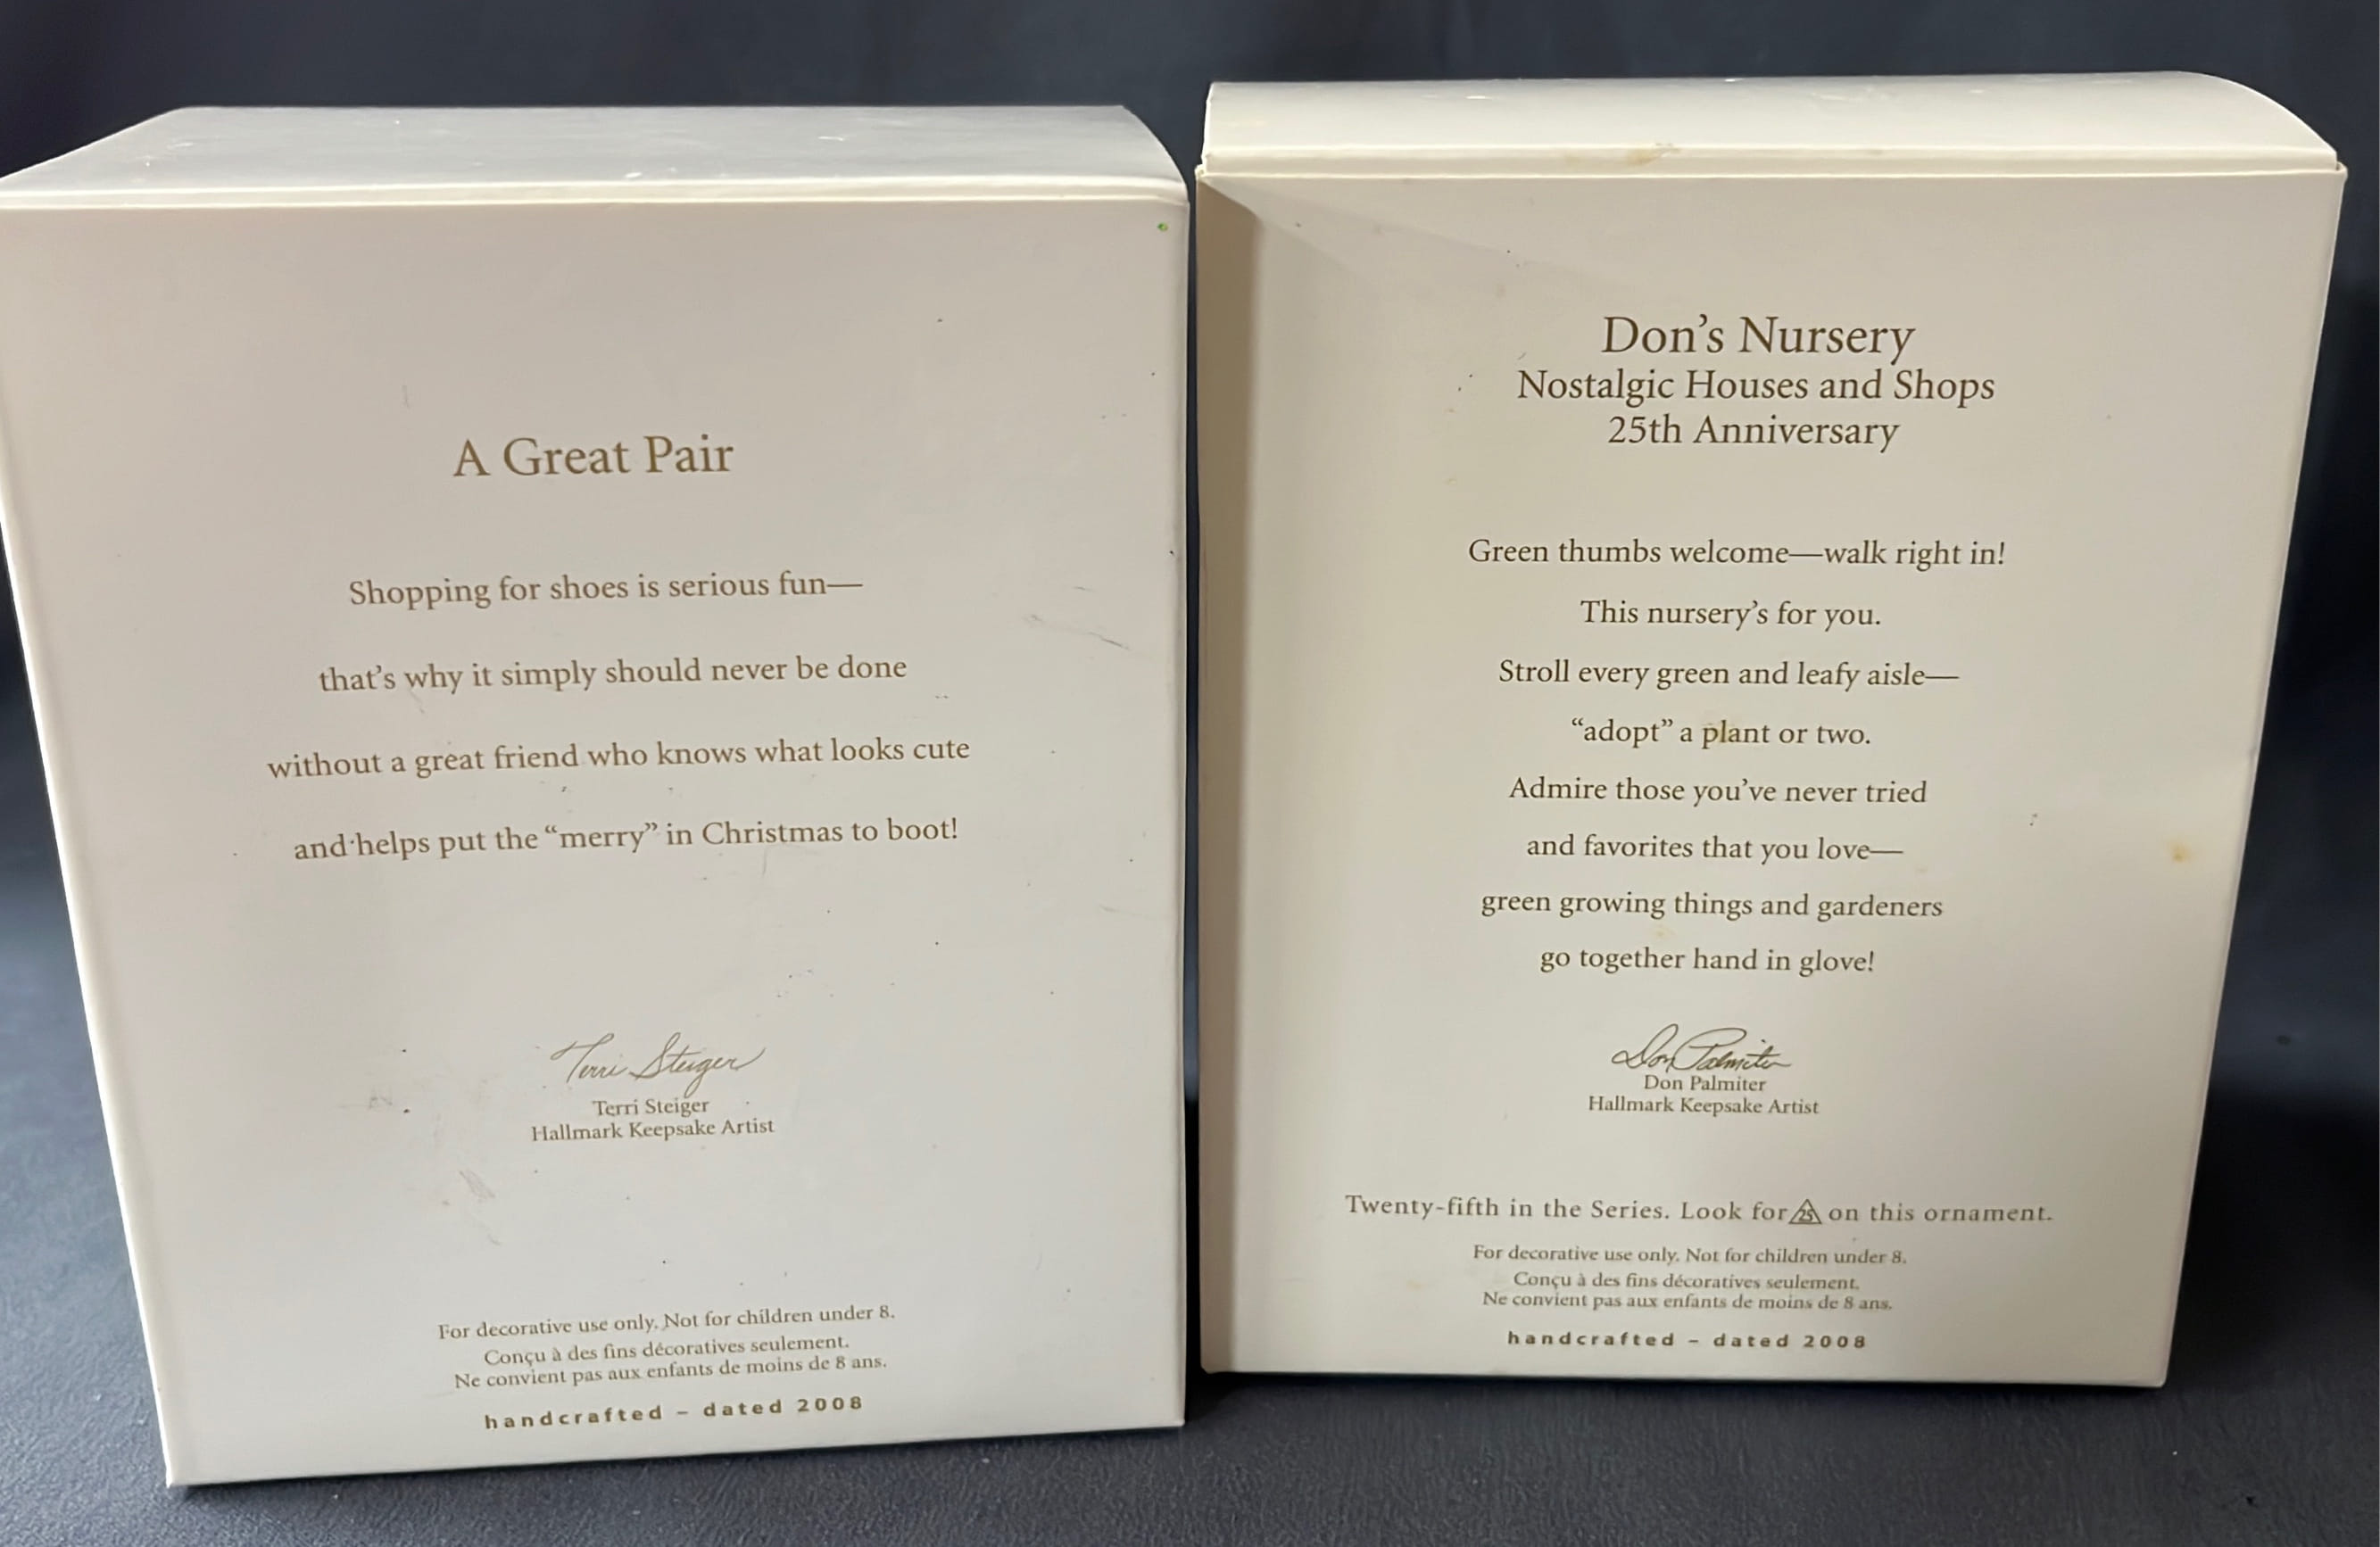 A Great Pair
Shopping for shoes is serious fun—
that's why it simply should never be done
without a great friend who knows what looks cute
and helps put the “merry” in Christmas to boot!
Terri Steiger
Terri Steiger
Hallmark Keepsake Artist
For decorative use only. Not for children under 8.
Conçu à des fins décoratives seulement.
Ne convient pas aux enfants de moins de 8 ans.
handcrafted – dated 2008
Don's Nursery
Nostalgic Houses and Shops
25th Anniversary
Green thumbs welcome—walk right in!
This nursery's for you.
Stroll every green and leafy aisle—
“adopt” a plant or two.
Admire those you've never tried
and favorites that you love—
green growing things and gardeners
go together hand in glove!
Don Palmiter
Don Palmiter
Hallmark Keepsake Artist
Twenty-fifth in the Series. Look for 25 on this ornament.
For decorative use only. Not for children under 8.
Conçu à des fins décoratives seulement.
Ne convient pas aux enfants de moins de 8 ans.
handcrafted – dated 2008